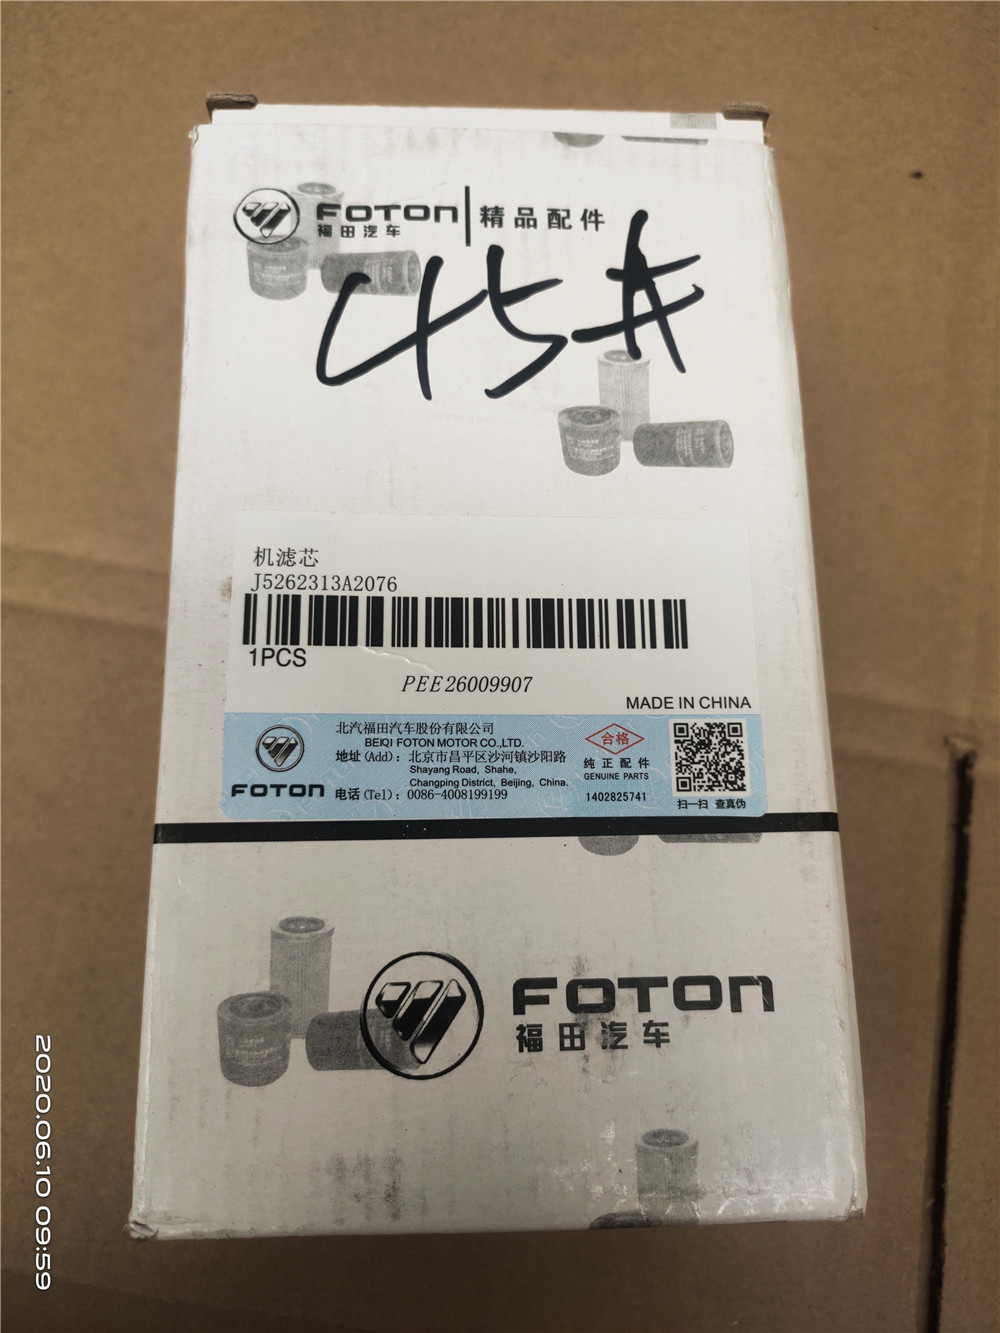 FOTON
福田汽车
精品配件
45#
机滤芯
J5262313A2076
1PCS
PEE26009907
MADE IN CHINA
北汽福田汽车股份有限公司
BEIQI FOTON MOTOR CO.,LTD.
地址(Add): 北京市昌平区沙河镇沙阳路
Shayang Road, Shahe,
Changping District, Beijing, China.
电话(Tel): 0086-4008199199
FOTON
合格
纯正配件
GENUINE PARTS
1402825741
扫一扫 查真伪
FOTON
福田汽车
2020.06.10 09:59